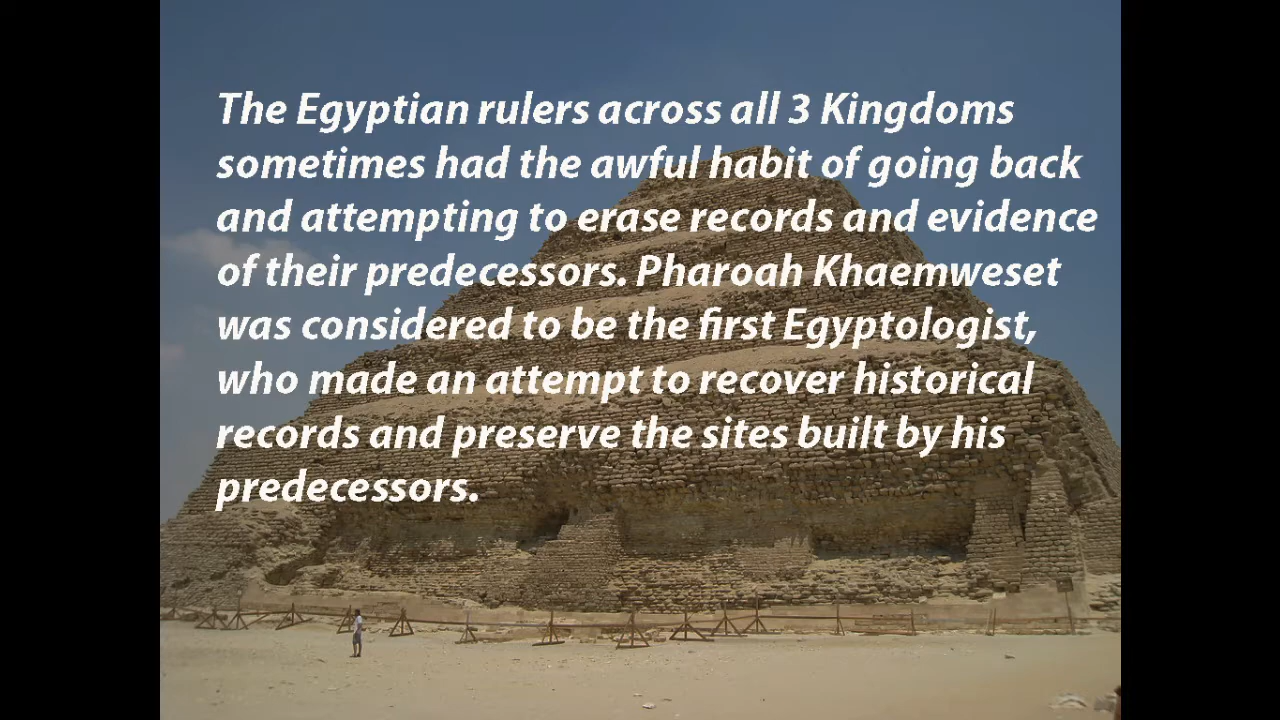 The Egyptian rulers across all 3 Kingdoms
sometimes had the awful habit of going back
and attempting to erase records and evidence
of their predecessors. Pharoah Khaemweset
was considered to be the first Egyptologist,
who made an attempt to recover historical
records and preserve the sites built by his
predecessors.